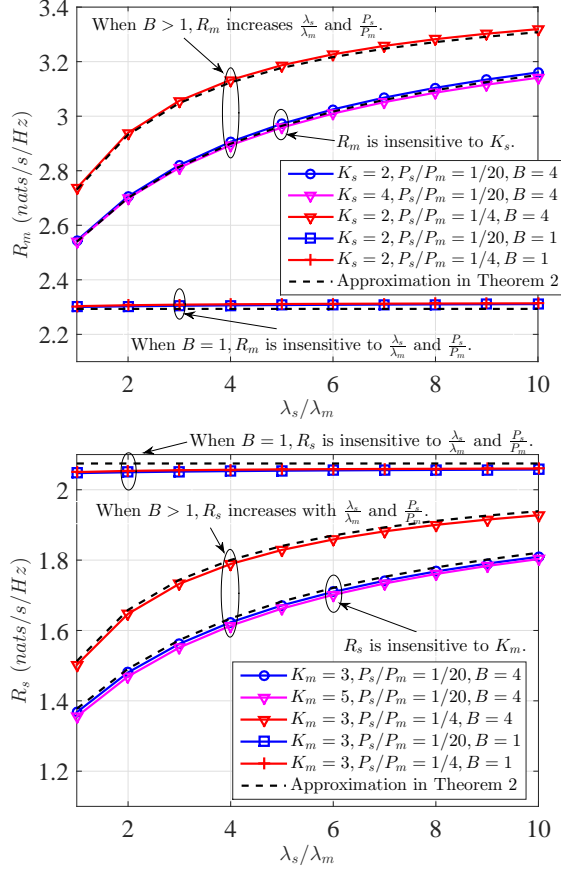 When B > 1, R_m increases λ_s/λ_m and P_s/P_m.
3.4
3.2
3
2.8
2.6
2.4
2.2
R_m (nats/s/Hz)
R_m is insensitive to K_s.
K_s = 2, P_s/P_m = 1/20, B = 4
K_s = 4, P_s/P_m = 1/20, B = 4
K_s = 2, P_s/P_m = 1/4, B = 4
K_s = 2, P_s/P_m = 1/20, B = 1
K_s = 2, P_s/P_m = 1/4, B = 1
Approximation in Theorem 2
When B = 1, R_m is insensitive to λ_s/λ_m and P_s/P_m.
2 4 6 8 10
λ_s/λ_m
When B = 1, R_s is insensitive to λ_s/λ_m and P_s/P_m.
2
1.8
1.6
1.4
1.2
R_s (nats/s/Hz)
When B > 1, R_s increases with λ_s/λ_m and P_s/P_m.
R_s is insensitive to K_m.
K_m = 3, P_s/P_m = 1/20, B = 4
K_m = 5, P_s/P_m = 1/20, B = 4
K_m = 3, P_s/P_m = 1/4, B = 4
K_m = 3, P_s/P_m = 1/20, B = 1
K_m = 3, P_s/P_m = 1/4, B = 1
Approximation in Theorem 2
2 4 6 8 10
λ_s/λ_m